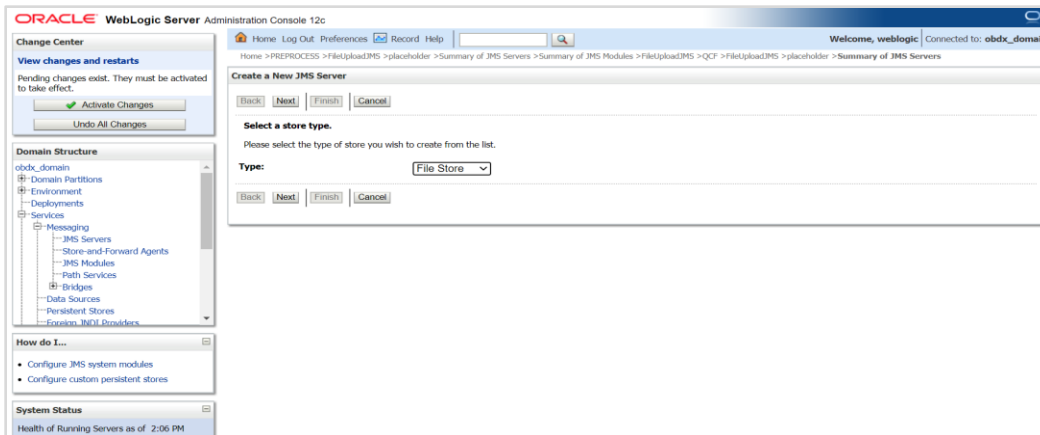 ORACLE WebLogic Server Administration Console 12c
Change Center
View changes and restarts
Pending changes exist. They must be activated
to take effect.
Activate Changes
Undo All Changes
Domain Structure
obdx_domain
Domain Partitions
Environment
Deployments
Services
Messaging
JMS Servers
Store-and-Forward Agents
JMS Modules
Path Services
Bridges
Data Sources
Persistent Stores
Foreign JNDI Providers
How do I...
Configure JMS system modules
Configure custom persistent stores
System Status
Health of Running Servers as of 2:06 PM
Home Log Out Preferences Record Help
Welcome, weblogic Connected to: obdx_domai
Home >PREPROCESS >FileUploadJMS >placeholder >Summary of JMS Servers >Summary of JMS Modules >FileUploadJMS >QCF >FileUploadJMS >placeholder >Summary of JMS Servers
Create a New JMS Server
Back Next Finish Cancel
Select a store type.
Please select the type of store you wish to create from the list.
Type: File Store
Back Next Finish Cancel